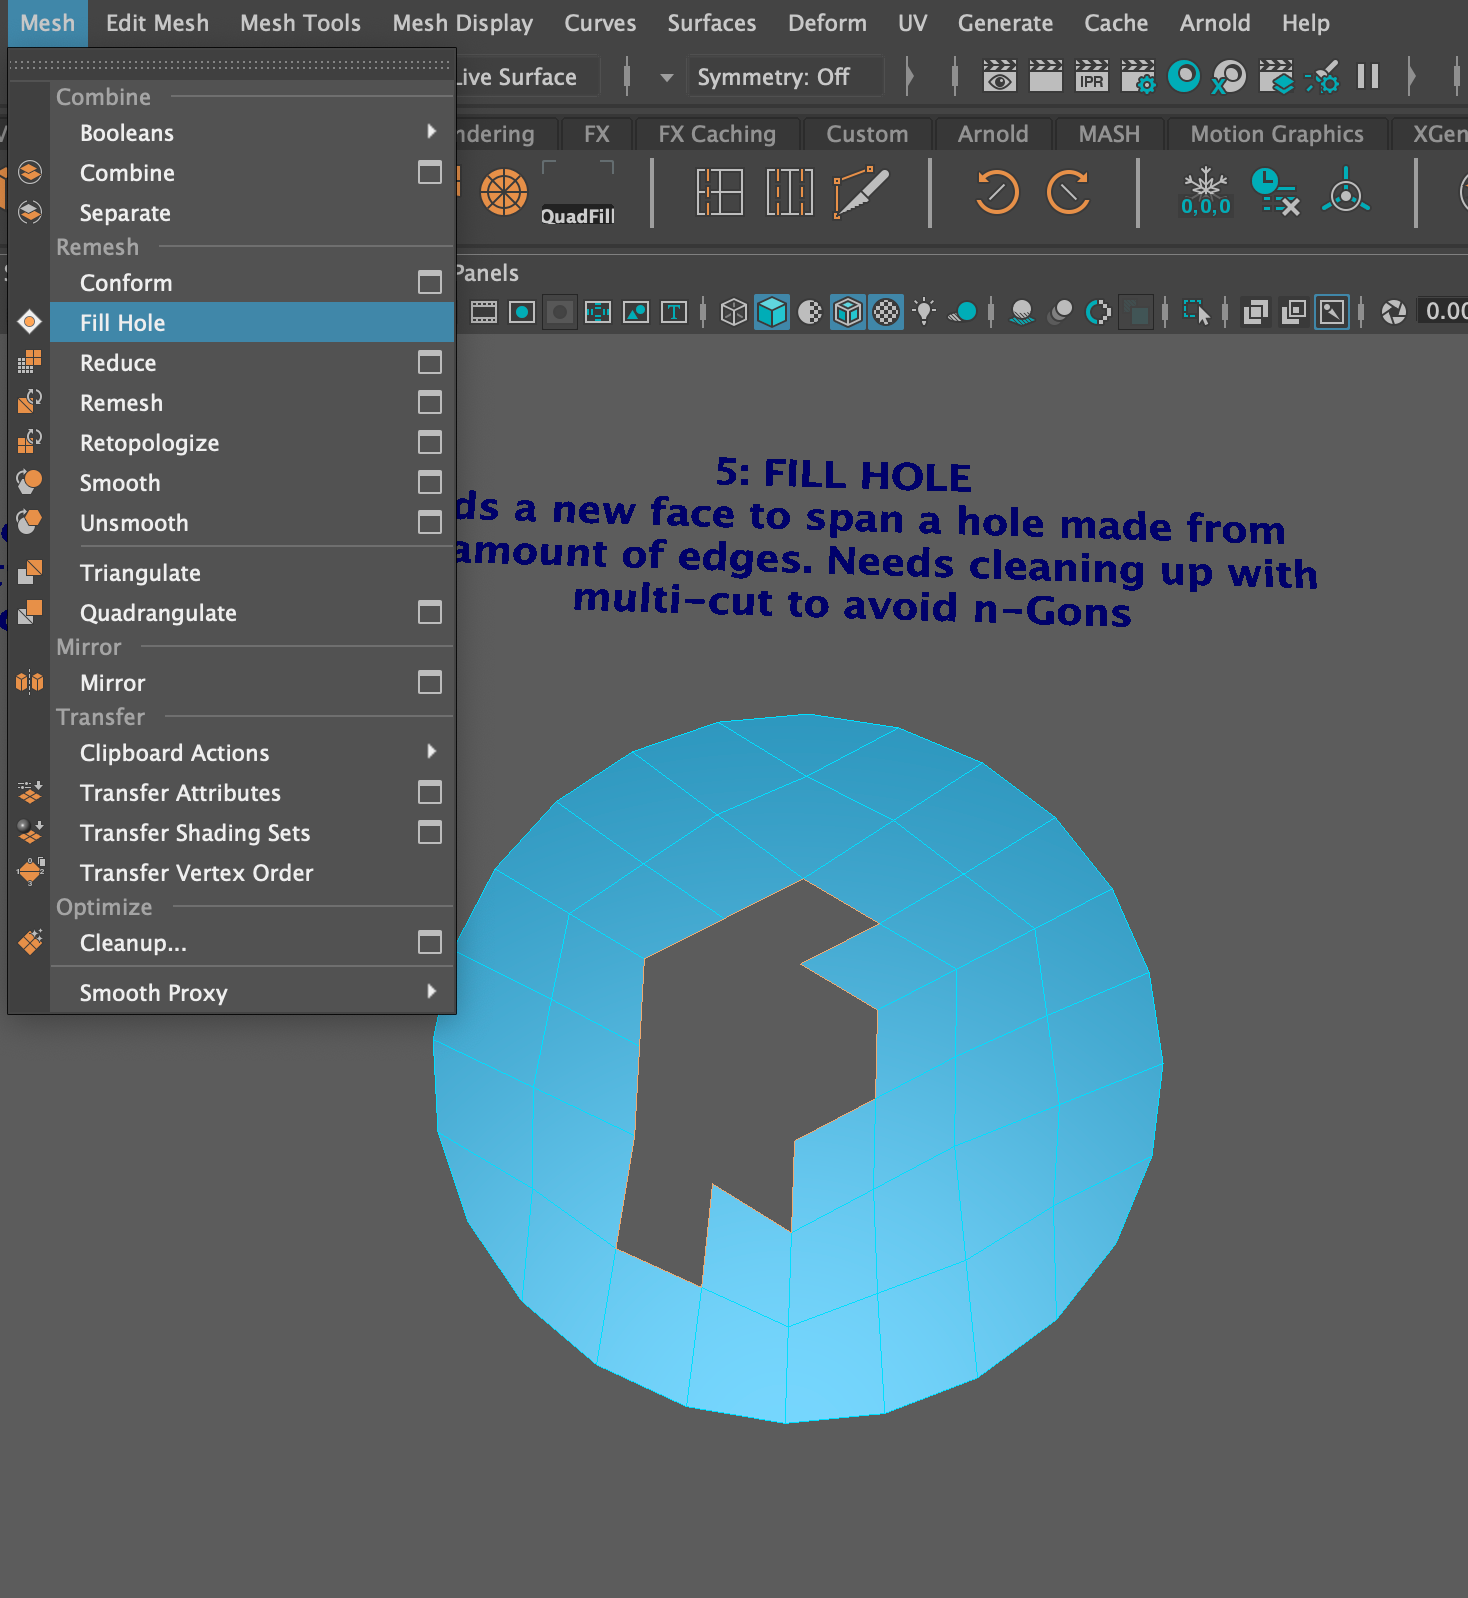 Mesh Edit Mesh Mesh Tools Mesh Display Curves Surfaces Deform UV Generate Cache Arnold Help
Live Surface Symmetry: Off IPR
ndering FX FX Caching Custom Arnold MASH Motion Graphics XGen
QuadFill 0,0,0
Panels
T 0.00
Combine
Booleans
Combine
Separate
Remesh
Conform
Fill Hole
Reduce
Remesh
Retopologize
Smooth
Unsmooth
Triangulate
Quadrangulate
Mirror
Mirror
Transfer
Clipboard Actions
Transfer Attributes
Transfer Shading Sets
Transfer Vertex Order
Optimize
Cleanup...
Smooth Proxy
5: FILL HOLE
ds a new face to span a hole made from
amount of edges. Needs cleaning up with
multi-cut to avoid n-Gons